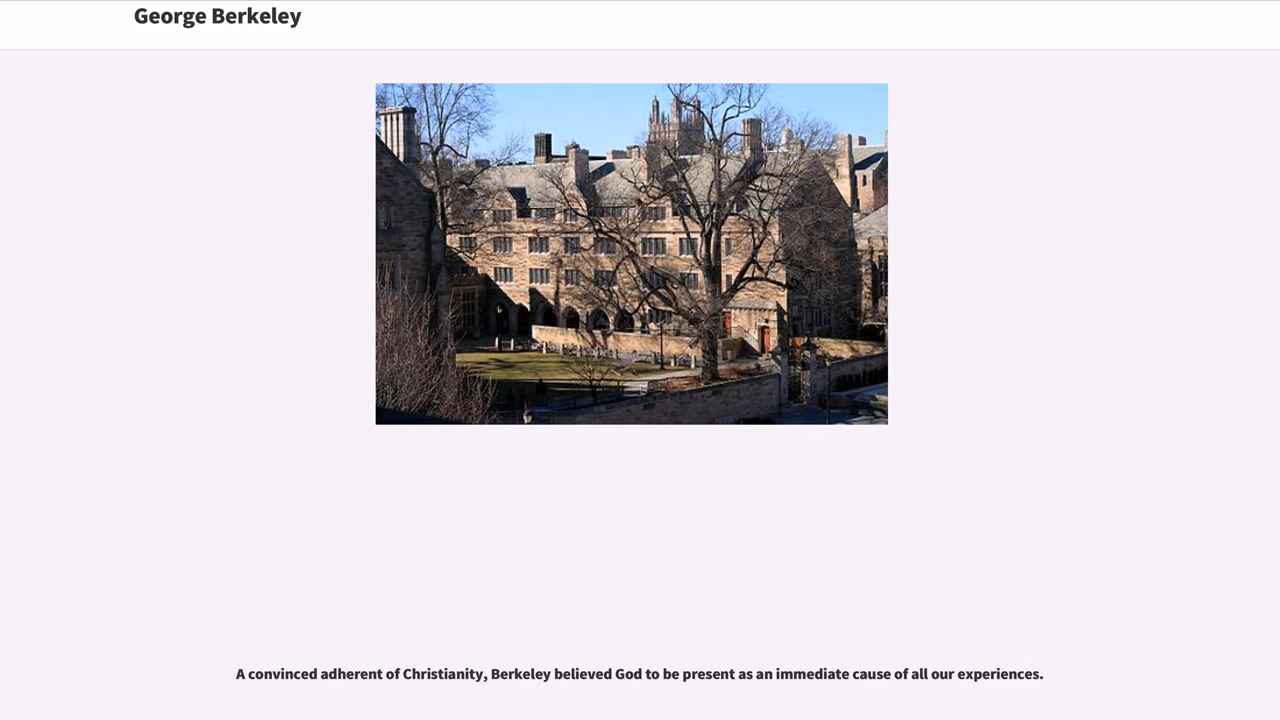 George Berkeley
A convinced adherent of Christianity, Berkeley believed God to be present as an immediate cause of all our experiences.